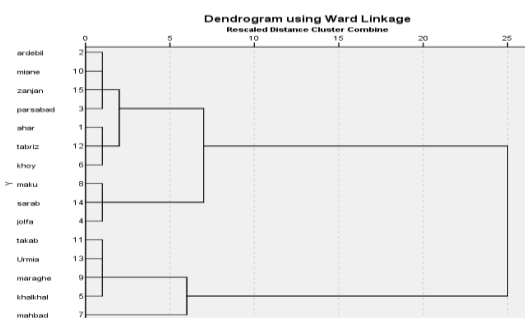 Dendrogram using Ward Linkage
Rescaled Distance Cluster Combine
0 5 10 15 20 25
ardebil 2
miane 10
zanjan 15
parsabad 3
ahar 1
tabriz 12
khoy 6
Y
maku 8
sarab 14
jolfa 4
takab 11
Urmia 13
maraghe 9
khalkhal 5
mahbad 7